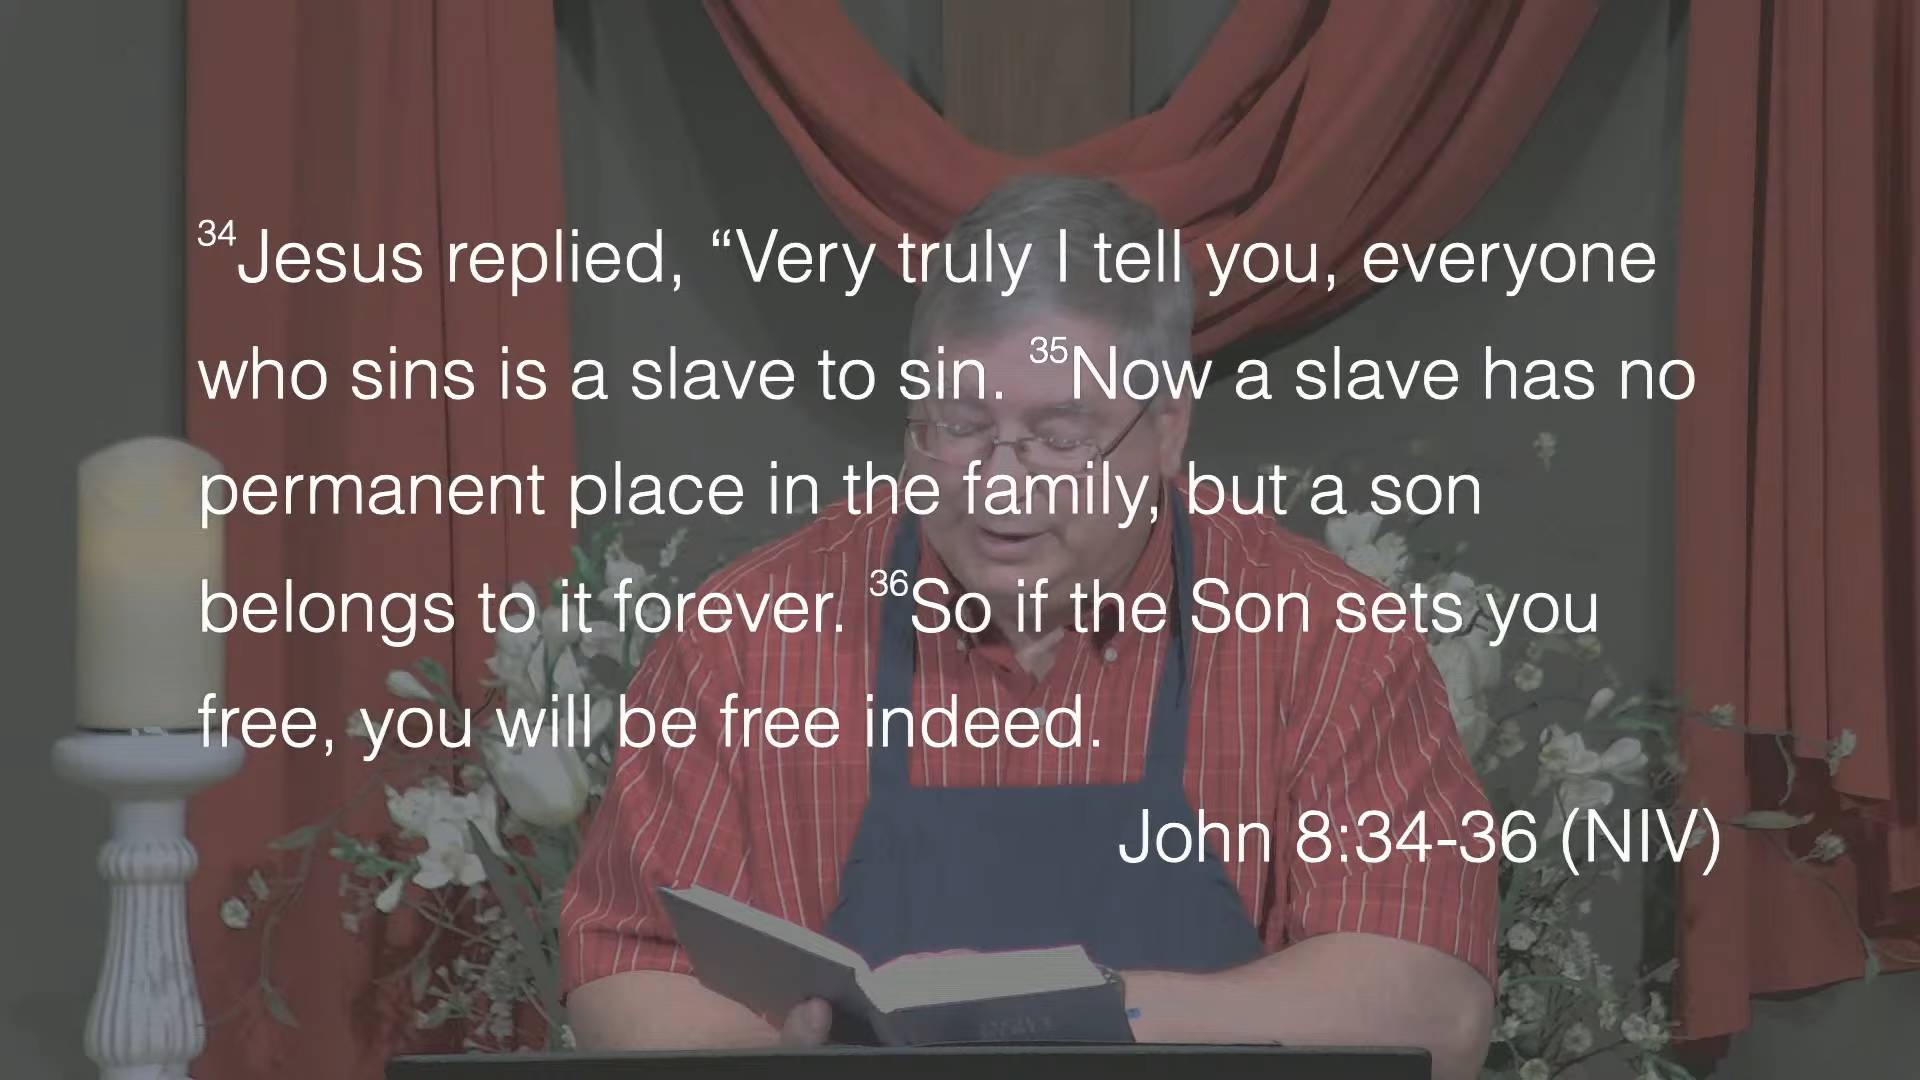 34Jesus replied, “Very truly I tell you, everyone
who sins is a slave to sin. 35Now a slave has no
permanent place in the family, but a son
belongs to it forever. 36So if the Son sets you
free, you will be free indeed.
John 8:34-36 (NIV)